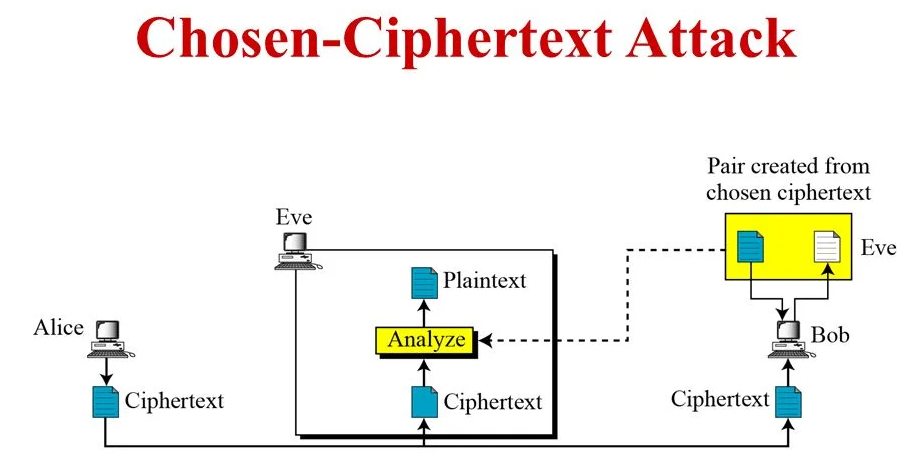 Chosen-Ciphertext Attack
Pair created from
chosen ciphertext
Eve
Eve
Plaintext
Alice
Analyze
Bob
Ciphertext
Ciphertext
Ciphertext